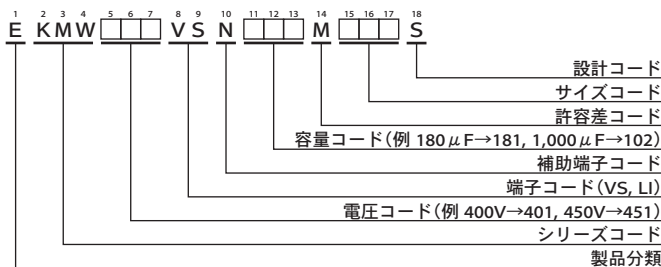 1 2 3 4 5 6 7 8 9 10 11 12 13 14 15 16 17 18
E KMW□□□ VS N□□□ M□□□ S
設計コード
サイズコード
許容差コード
容量コード(例 180μF→181, 1,000μF→102)
補助端子コード
端子コード(VS, LI)
電圧コード(例 400V→401, 450V→451)
シリーズコード
製品分類